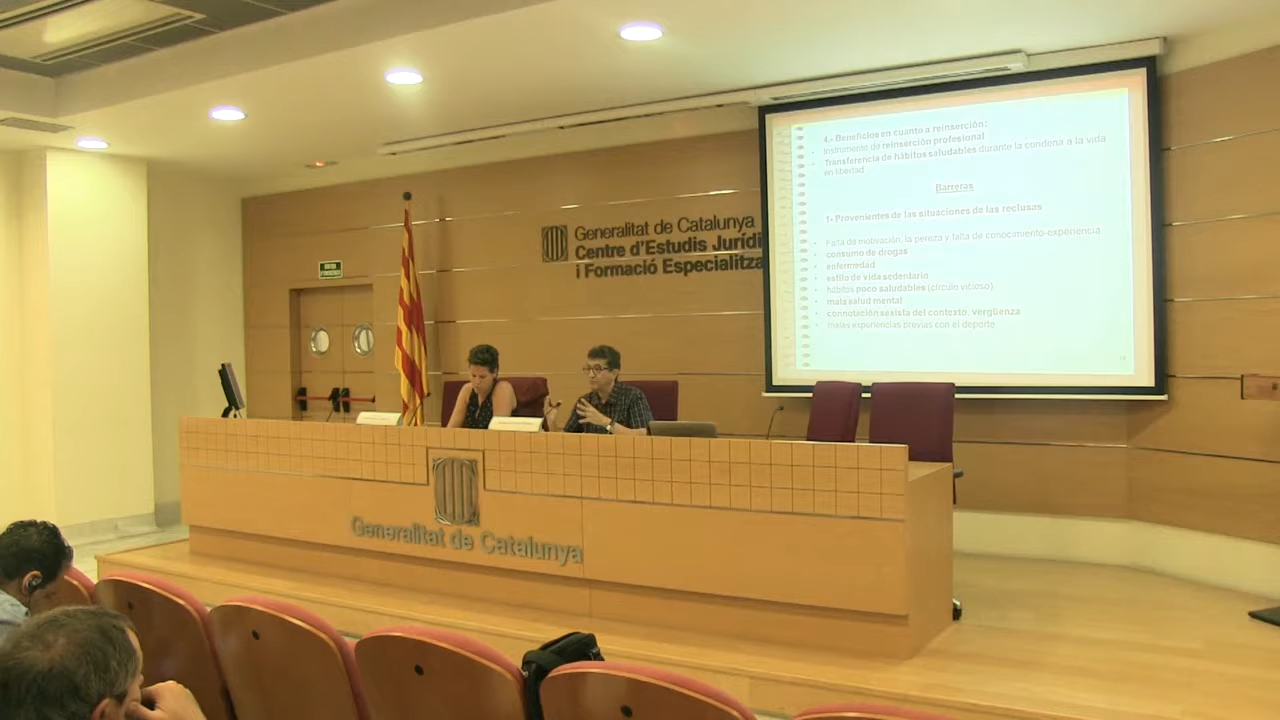 4.- Beneficios en cuanto a reinserción:
Instrumento de reinserción profesional
Transferencia de hábitos saludables durante la condena a la vida
en libertad
Barreras
1- Provenientes de las situaciones de las reclusas
Falta de motivación, la pereza y falta de conocimiento-experiencia
consumo de drogas
enfermedad
estilo de vida sedentario
hábitos poco saludables (círculo vicioso)
mala salud mental
connotación sexista del contexto, vergüenza
malas experiencias previas con el deporte
Generalitat de Catalunya
Centre d'Estudis Jurídi
i Formació Especialitza
Generalitat de Catalunya